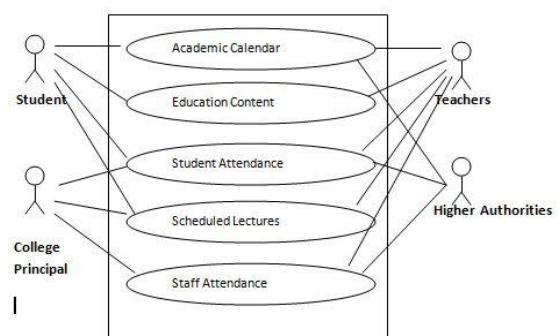 Academic Calendar
Student
Education Content
Teachers
Student Attendance
Scheduled Lectures
Higher Authorities
College
Principal
Staff Attendance